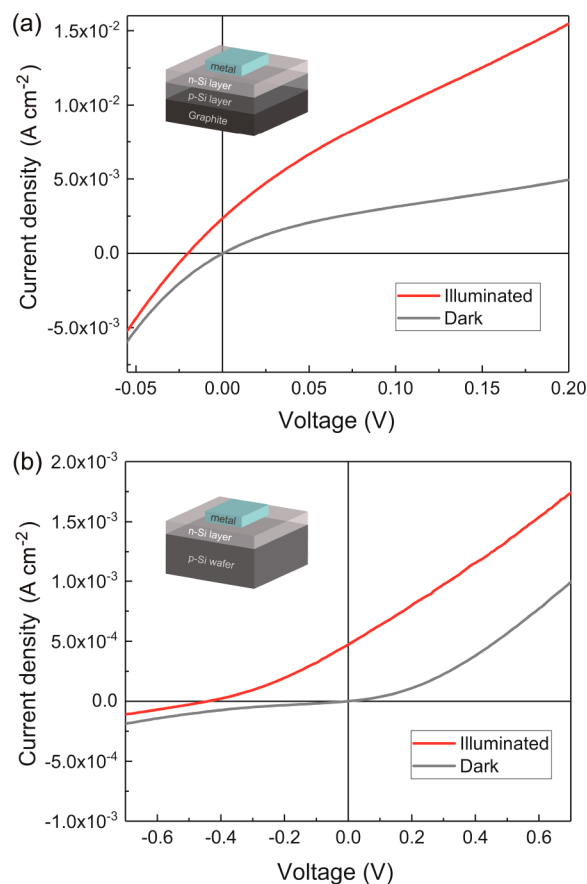 (a)
1.5x10⁻²
1.0x10⁻²
5.0x10⁻³
0.0
-5.0x10⁻³
Current density (A cm⁻²)
metal
n-Si layer
p-Si layer
Graphite
Illuminated
Dark
-0.05 0.00 0.05 0.10 0.15 0.20
Voltage (V)
(b)
2.0x10⁻³
1.5x10⁻³
1.0x10⁻³
5.0x10⁻⁴
0.0
-5.0x10⁻⁴
-1.0x10⁻³
Current density (A cm⁻²)
metal
n-Si layer
p-Si wafer
Illuminated
Dark
-0.6 -0.4 -0.2 0.0 0.2 0.4 0.6
Voltage (V)